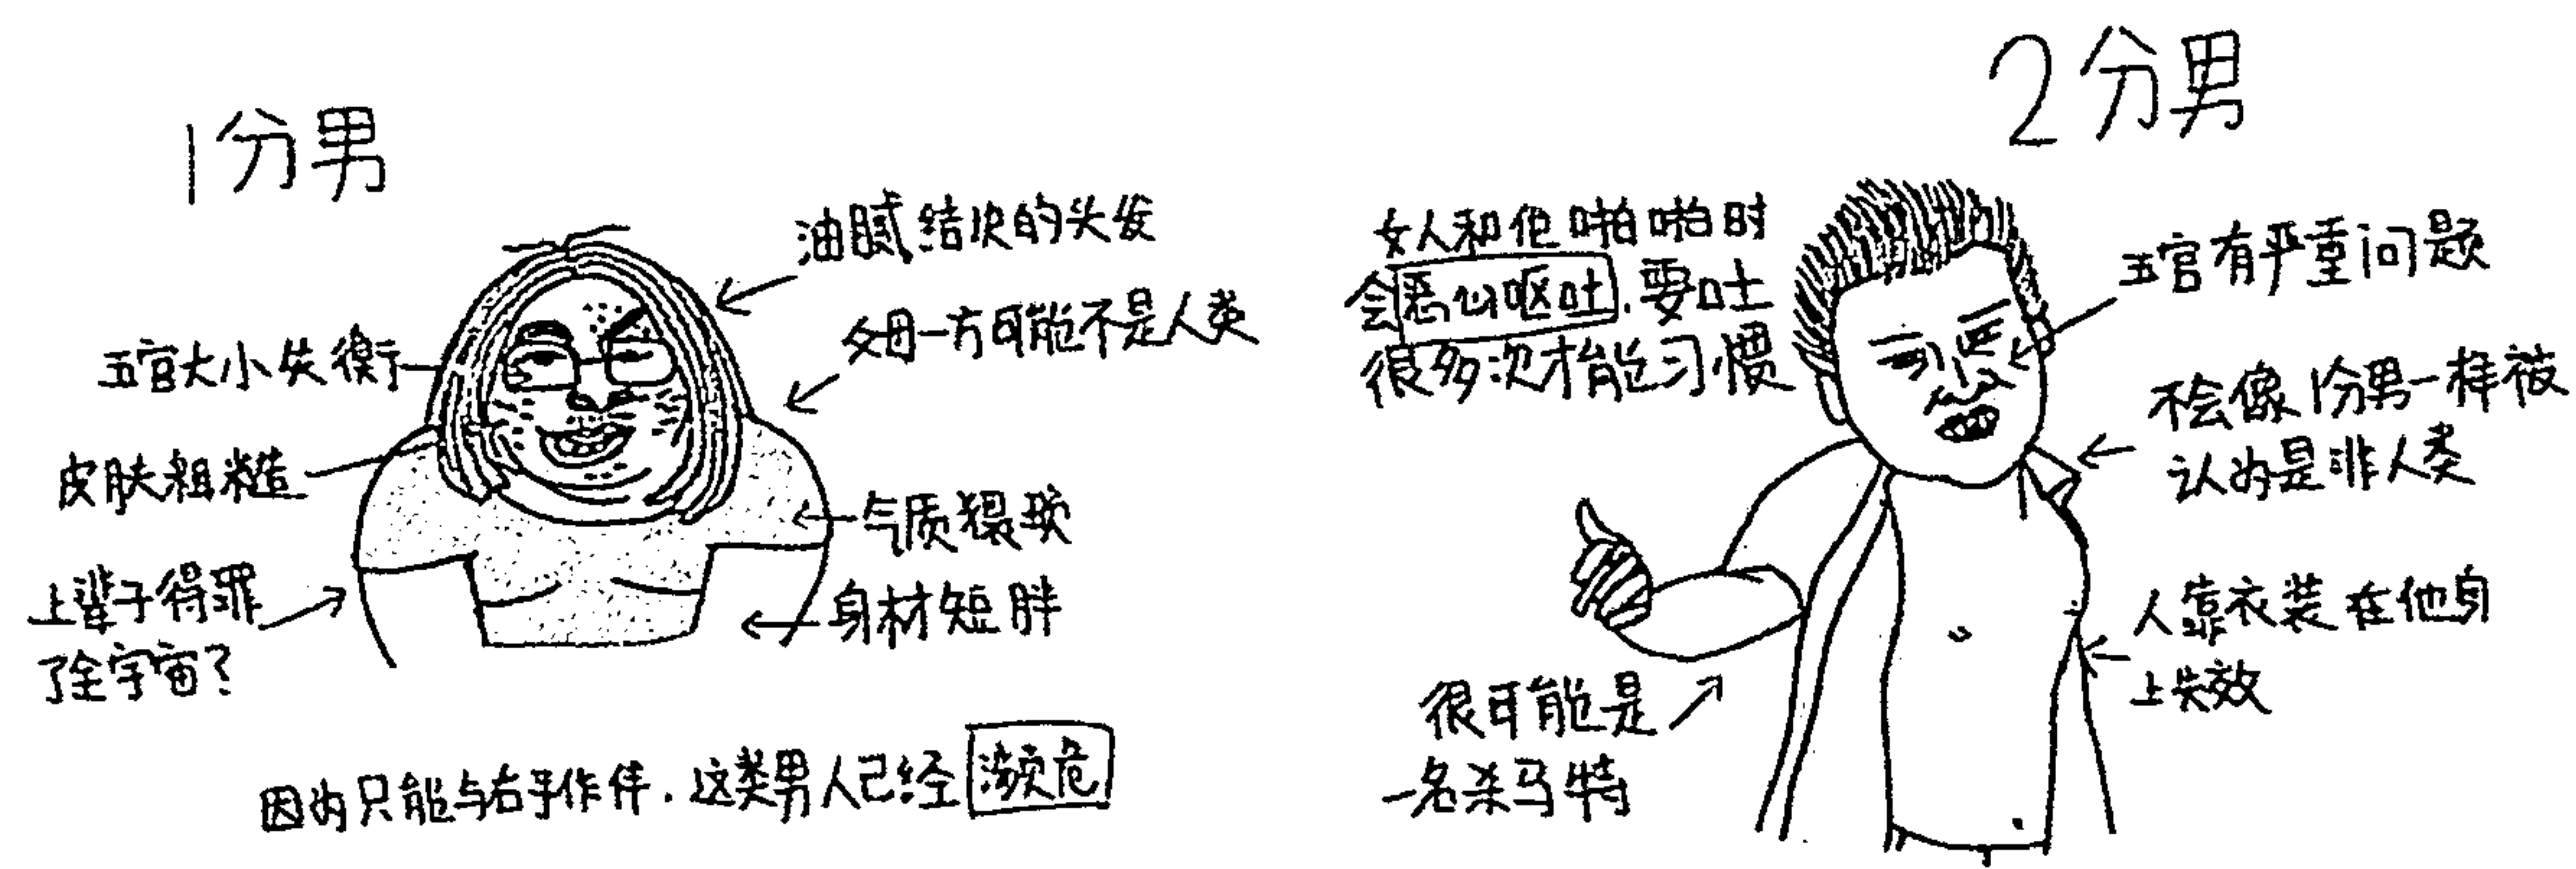 1分男
油腻结块的头发
父母一方可能不是人类
五官大小失衡
皮肤粗糙
气质猥琐
上辈子得罪
了全宇宙?
身材短胖
因为只能与右手作伴.这类男人已经濒危
2分男
女人和他啪啪时
会恶心呕吐.要吐
很多次才能习惯
五官有严重问题
不会像1分男一样被
认为是非人类
人靠衣装在他身
上失效
很可能是
一名杀马特